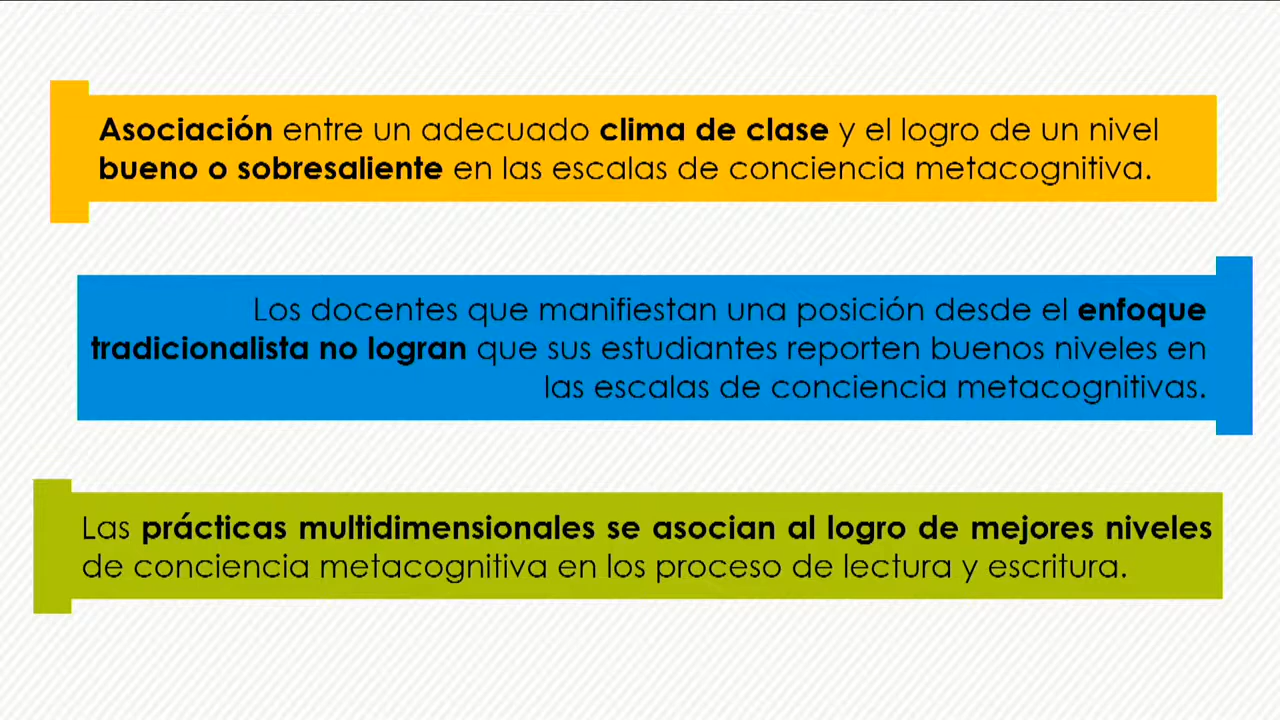 Asociación entre un adecuado clima de clase y el logro de un nivel
bueno o sobresaliente en las escalas de conciencia metacognitiva.
Los docentes que manifiestan una posición desde el enfoque
tradicionalista no logran que sus estudiantes reporten buenos niveles en
las escalas de conciencia metacognitivas.
Las prácticas multidimensionales se asocian al logro de mejores niveles
de conciencia metacognitiva en los proceso de lectura y escritura.